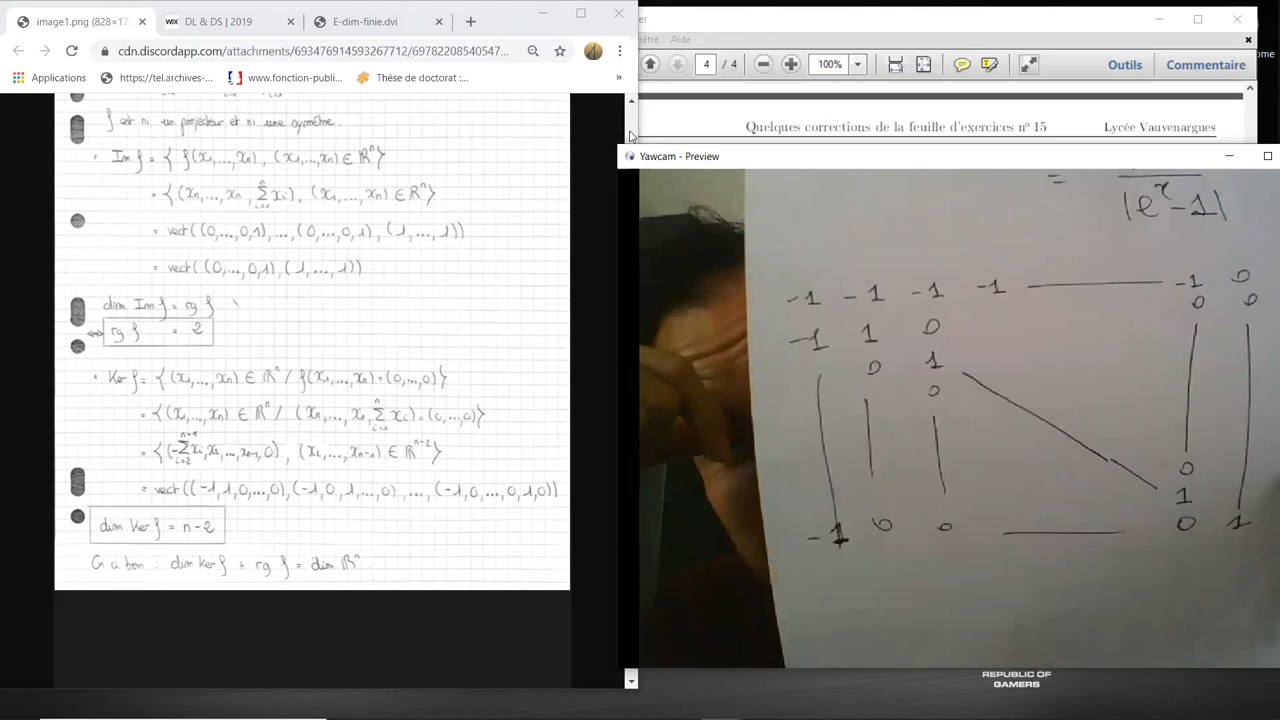 image1.png (828×17
DL & DS | 2019
E-dim-finie.dvi
cdn.discordapp.com/attachments/693476914593267712/69782208540547...
Applications
https://tel.archives-...
www.fonction-publi...
Thèse de doctorat :...
»
f est ni un projecteur et ni une symétrie.
• Im f = { f(x1,...,xn) , (x1,...,xn) ∈ ℝ^n }
= { (xn,...,xn, ∑_{i=1}^{n} xi), (x1,...,xn) ∈ ℝ^n }
= vect((0,...,0,1),...,(0,...,0,1),(1,...,1))
= vect((0,...,0,1),(1,...,1))
dim Im f = rg f
⇔ rg f = 2
• Ker f = { (x1,...,xn) ∈ ℝ^n / f(x1,...,xn) = (0,...,0) }
= { (x1,...,xn) ∈ ℝ^n / (xn,...,xn, ∑_{i=1}^{n} xi) = (0,...,0) }
= { (-∑_{i=2}^{n-1} xi, x2,...,xn-1, 0), (x2,...,xn-1) ∈ ℝ^{n-2} }
= vect((-1,1,0,...,0),(-1,0,1,...,0), ...,(-1,0,...,0,1,0))
dim Ker f = n-2
On a bien : dim Ker f + rg f = dim ℝ^n
Aide
4 / 4
100%
Outils
Commentaire
Quelques corrections de la feuille d'exercices nº 15
Lycée Vauvenargues
Yawcam - Preview
=
|e^x-1|
-1 -1 -1 -1 -1 0
-1 1 0 0 0
0 1
0
0
1
-1 0 0 0 1
REPUBLIC OF
GAMERS